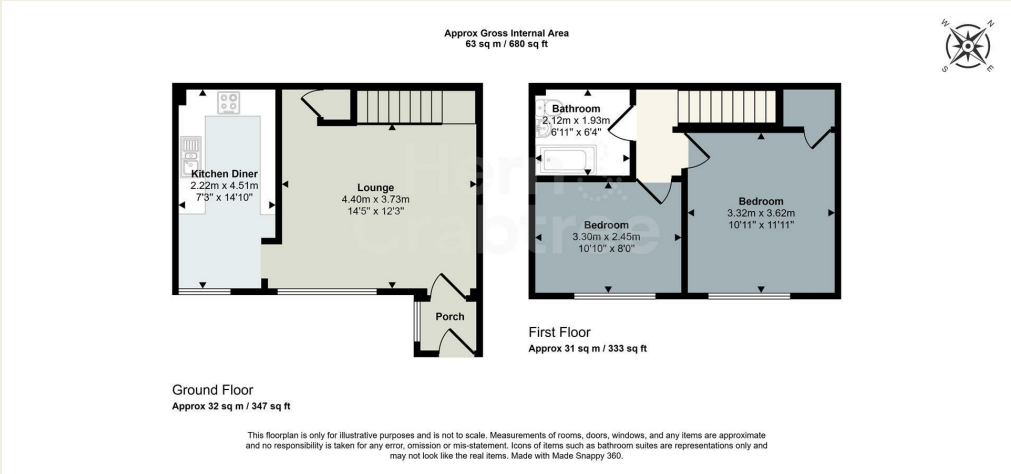 Approx Gross Internal Area
63 sq m / 680 sq ft
W
N
S
E
Kitchen Diner
2.22m x 4.51m
7'3" x 14'10"
Lounge
4.40m x 3.73m
14'5" x 12'3"
Porch
Bathroom
2.12m x 1.93m
6'11" x 6'4"
Bedroom
3.30m x 2.45m
10'10" x 8'0"
Bedroom
3.32m x 3.62m
10'11" x 11'11"
Hern
Crabtree
First Floor
Approx 31 sq m / 333 sq ft
Ground Floor
Approx 32 sq m / 347 sq ft
This floorplan is only for illustrative purposes and is not to scale. Measurements of rooms, doors, windows, and any items are approximate
and no responsibility is taken for any error, omission or mis-statement. Icons of items such as bathroom suites are representations only and
may not look like the real items. Made with Made Snappy 360.